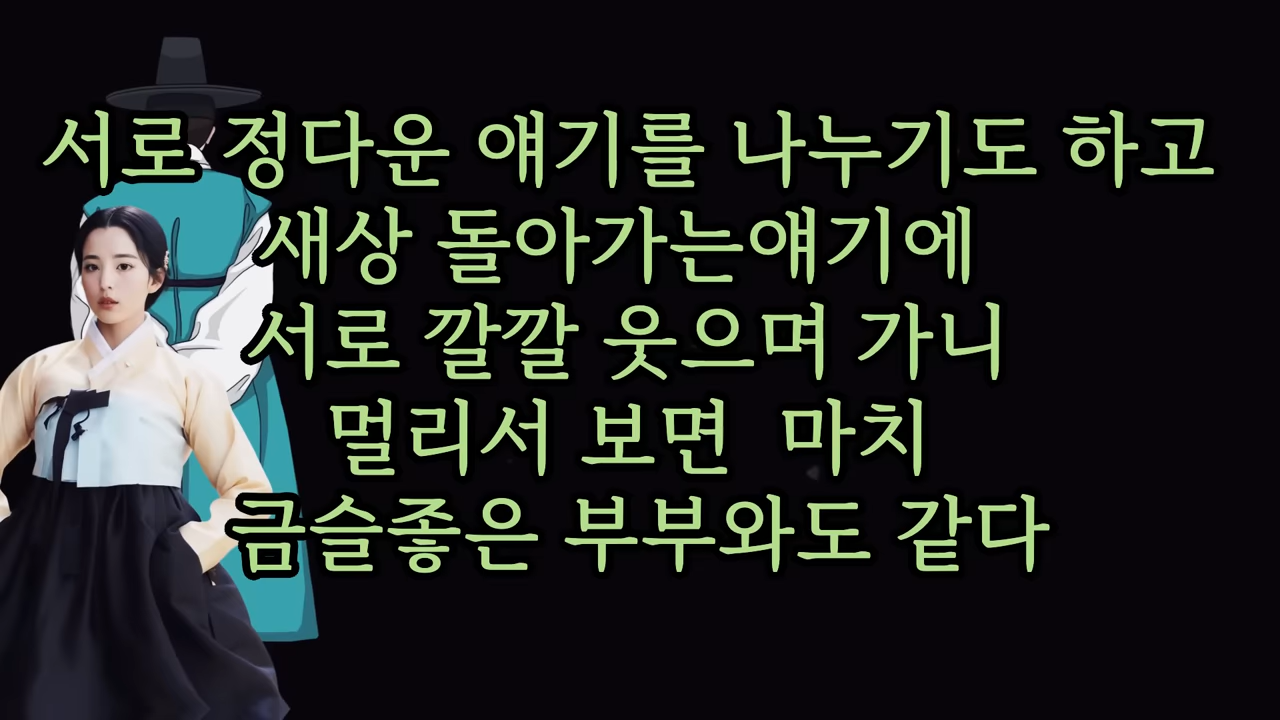 서로 정다운 얘기를 나누기도 하고
새상 돌아가는얘기에
서로 깔깔 웃으며 가니
멀리서 보면 마치
금슬좋은 부부와도 같다